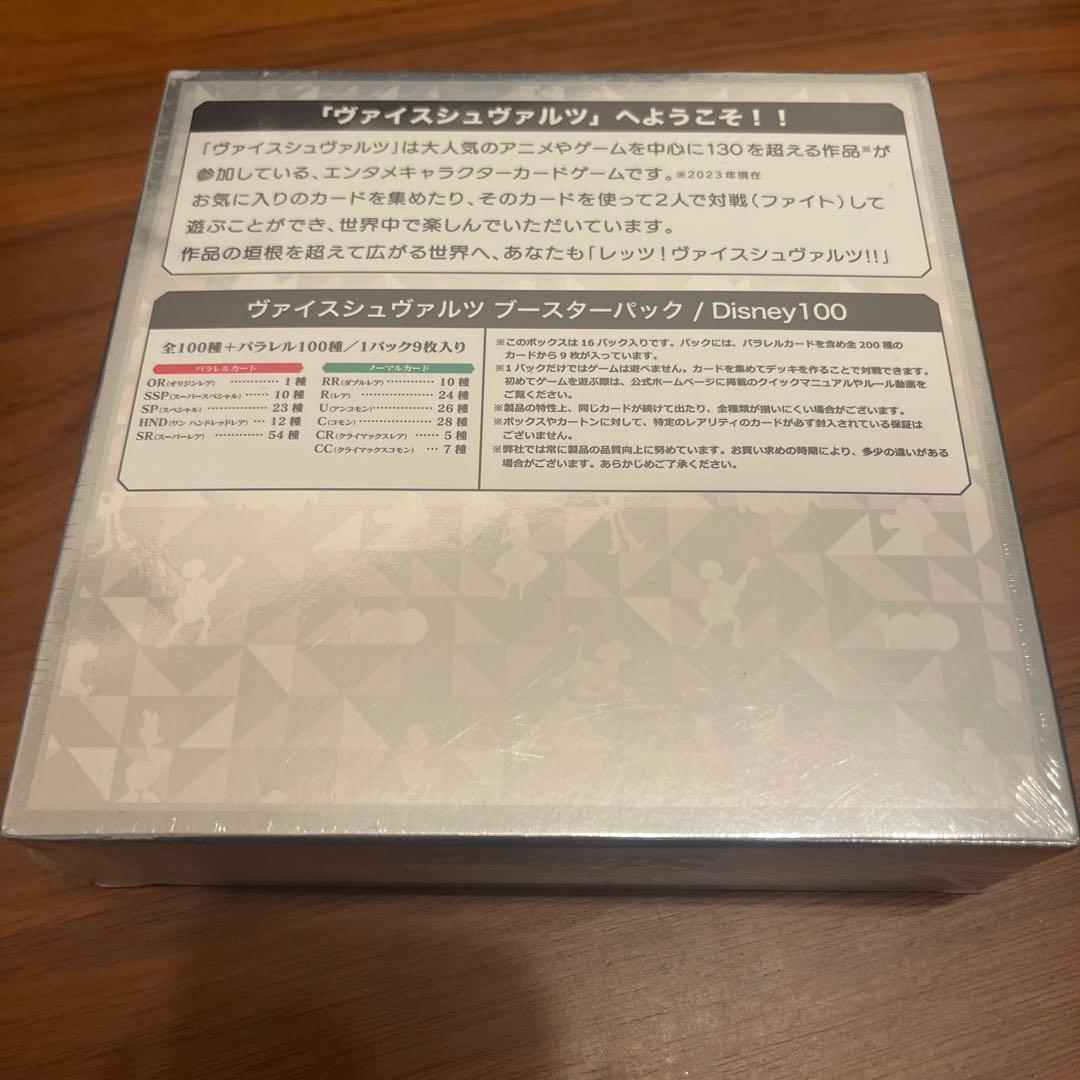 「ヴァイスシュヴァルツ」へようこそ！！
「ヴァイスシュヴァルツ」は大人気のアニメやゲームを中心に130を超える作品※が
参加している、エンタメキャラクターカードゲームです。※2023年現在
お気に入りのカードを集めたり、そのカードを使って2人で対戦（ファイト）して
遊ぶことができ、世界中で楽しんでいただいています。
作品の垣根を超えて広がる世界へ、あなたも「レッツ！ヴァイスシュヴァルツ!!」
ヴァイスシュヴァルツ ブースターパック / Disney100
全100種＋パラレル100種／1パック9枚入り
パラレルカード
OR(オリジンレア) ………… 1種
SSP(スーパースペシャル) …… 10種
SP(スペシャル) ………… 23種
HND(ワン ハンドレッドレア) … 12種
SR(スーパーレア) ………… 54種
ノーマルカード
RR(ダブルレア) ………… 10種
R(レア) ………… 24種
U(アンコモン) ………… 26種
C(コモン) ………… 28種
CR(クライマックスレア) …… 5種
CC(クライマックスコモン) … 7種
※このボックスは16パック入りです。パックには、パラレルカードを含め全200種の
カードから9枚が入っています。
※1パックだけではゲームは遊べません。カードを集めてデッキを作ることで対戦できます。
初めてゲームを遊ぶ際は、公式ホームページに掲載のクイックマニュアルやルール動画を
ご覧ください。
※製品の特性上、同じカードが続けて出たり、全種類が揃いにくい場合がございます。
※ボックスやカートンに対して、特定のレアリティのカードが必ず封入されている保証は
ございません。
※弊社では常に製品の品質向上に努めています。お買い求めの時期により、多少の違いがある
場合がございます。あらかじめご了承ください。